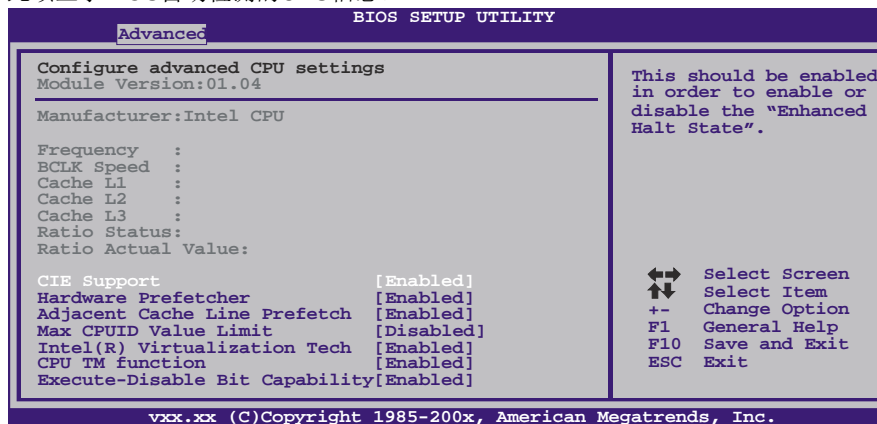 BIOS SETUP UTILITY
Advanced
Configure advanced CPU settings
Module Version:01.04
Manufacturer:Intel CPU
Frequency :
BCLK Speed :
Cache L1 :
Cache L2 :
Cache L3 :
Ratio Status:
Ratio Actual Value:
CIE Support [Enabled]
Hardware Prefetcher [Enabled]
Adjacent Cache Line Prefetch [Enabled]
Max CPUID Value Limit [Disabled]
Intel(R) Virtualization Tech [Enabled]
CPU TM function [Enabled]
Execute-Disable Bit Capability[Enabled]
This should be enabled
in order to enable or
disable the “Enhanced
Halt State”.
Select Screen
Select Item
+- Change Option
F1 General Help
F10 Save and Exit
ESC Exit
vxx.xx (C)Copyright 1985-200x, American Megatrends, Inc.